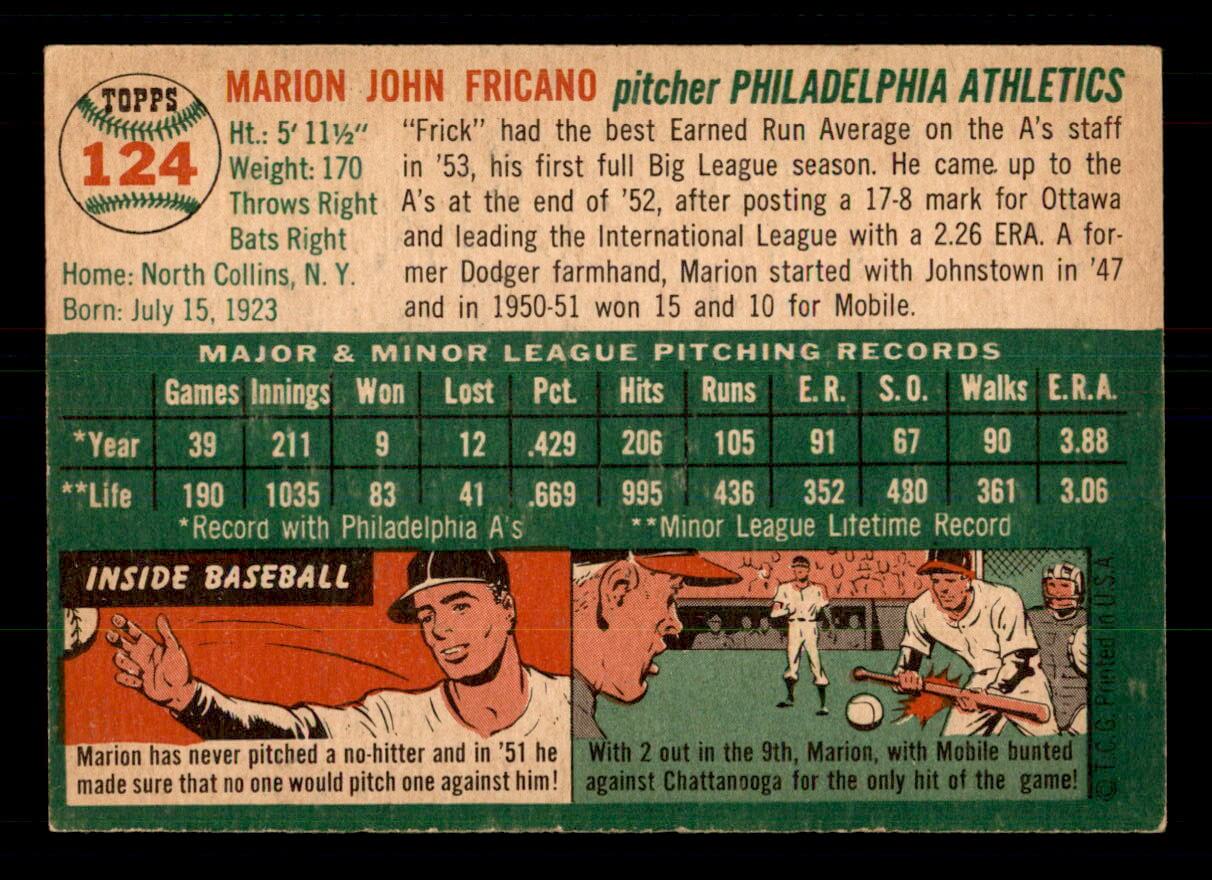 TOPPS
124
MARION JOHN FRICANO pitcher PHILADELPHIA ATHLETICS
Ht.: 5' 11½"
Weight: 170
Throws Right
Bats Right
Home: North Collins, N. Y.
Born: July 15, 1923
"Frick" had the best Earned Run Average on the A's staff
in '53, his first full Big League season. He came up to the
A's at the end of '52, after posting a 17-8 mark for Ottawa
and leading the International League with a 2.26 ERA. A for-
mer Dodger farmhand, Marion started with Johnstown in '47
and in 1950-51 won 15 and 10 for Mobile.
MAJOR & MINOR LEAGUE PITCHING RECORDS
Games Innings Won Lost Pct. Hits Runs E. R. S. O. Walks E.R.A.
*Year 39 211 9 12 .429 206 105 91 67 90 3.88
**Life 190 1035 83 41 .669 995 436 352 480 361 3.06
*Record with Philadelphia A's **Minor League Lifetime Record
INSIDE BASEBALL
Marion has never pitched a no-hitter and in '51 he
made sure that no one would pitch one against him!
With 2 out in the 9th, Marion, with Mobile bunted
against Chattanooga for the only hit of the game!
© T.C.G. Printed in U.S.A